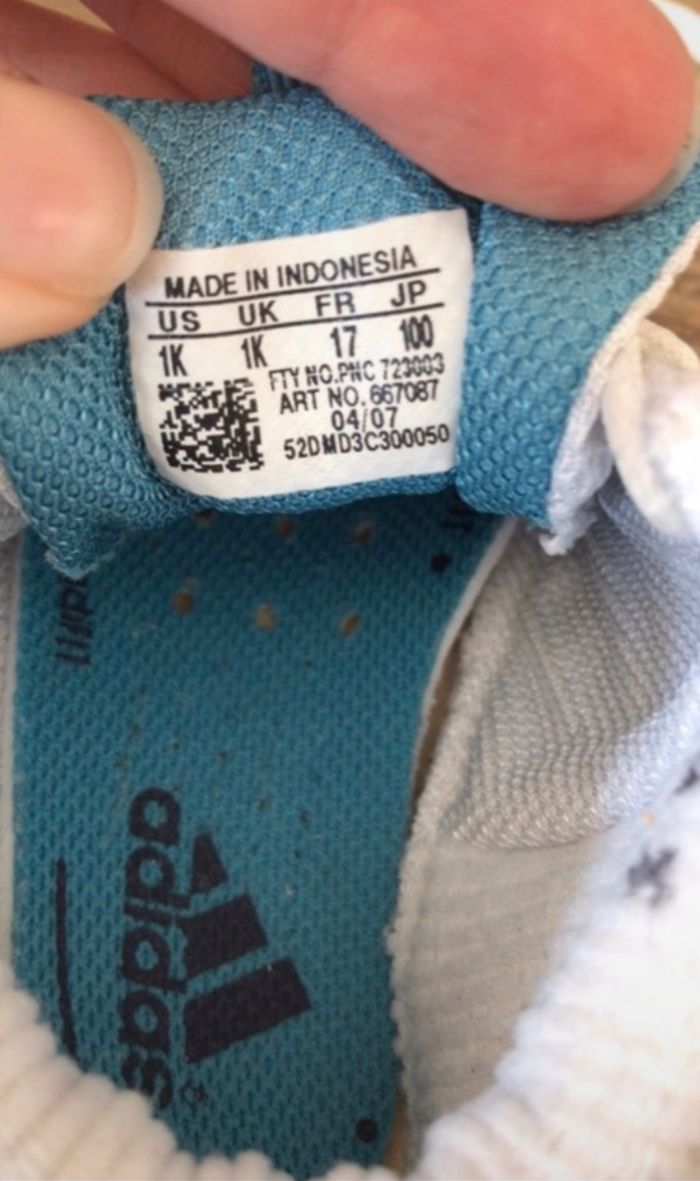 MADE IN INDONESIA
US UK FR JP
1K 1K 17 100
FTY NO.PNC 723003
ART NO. 667087
04/07
52DMD3C300050
adidas